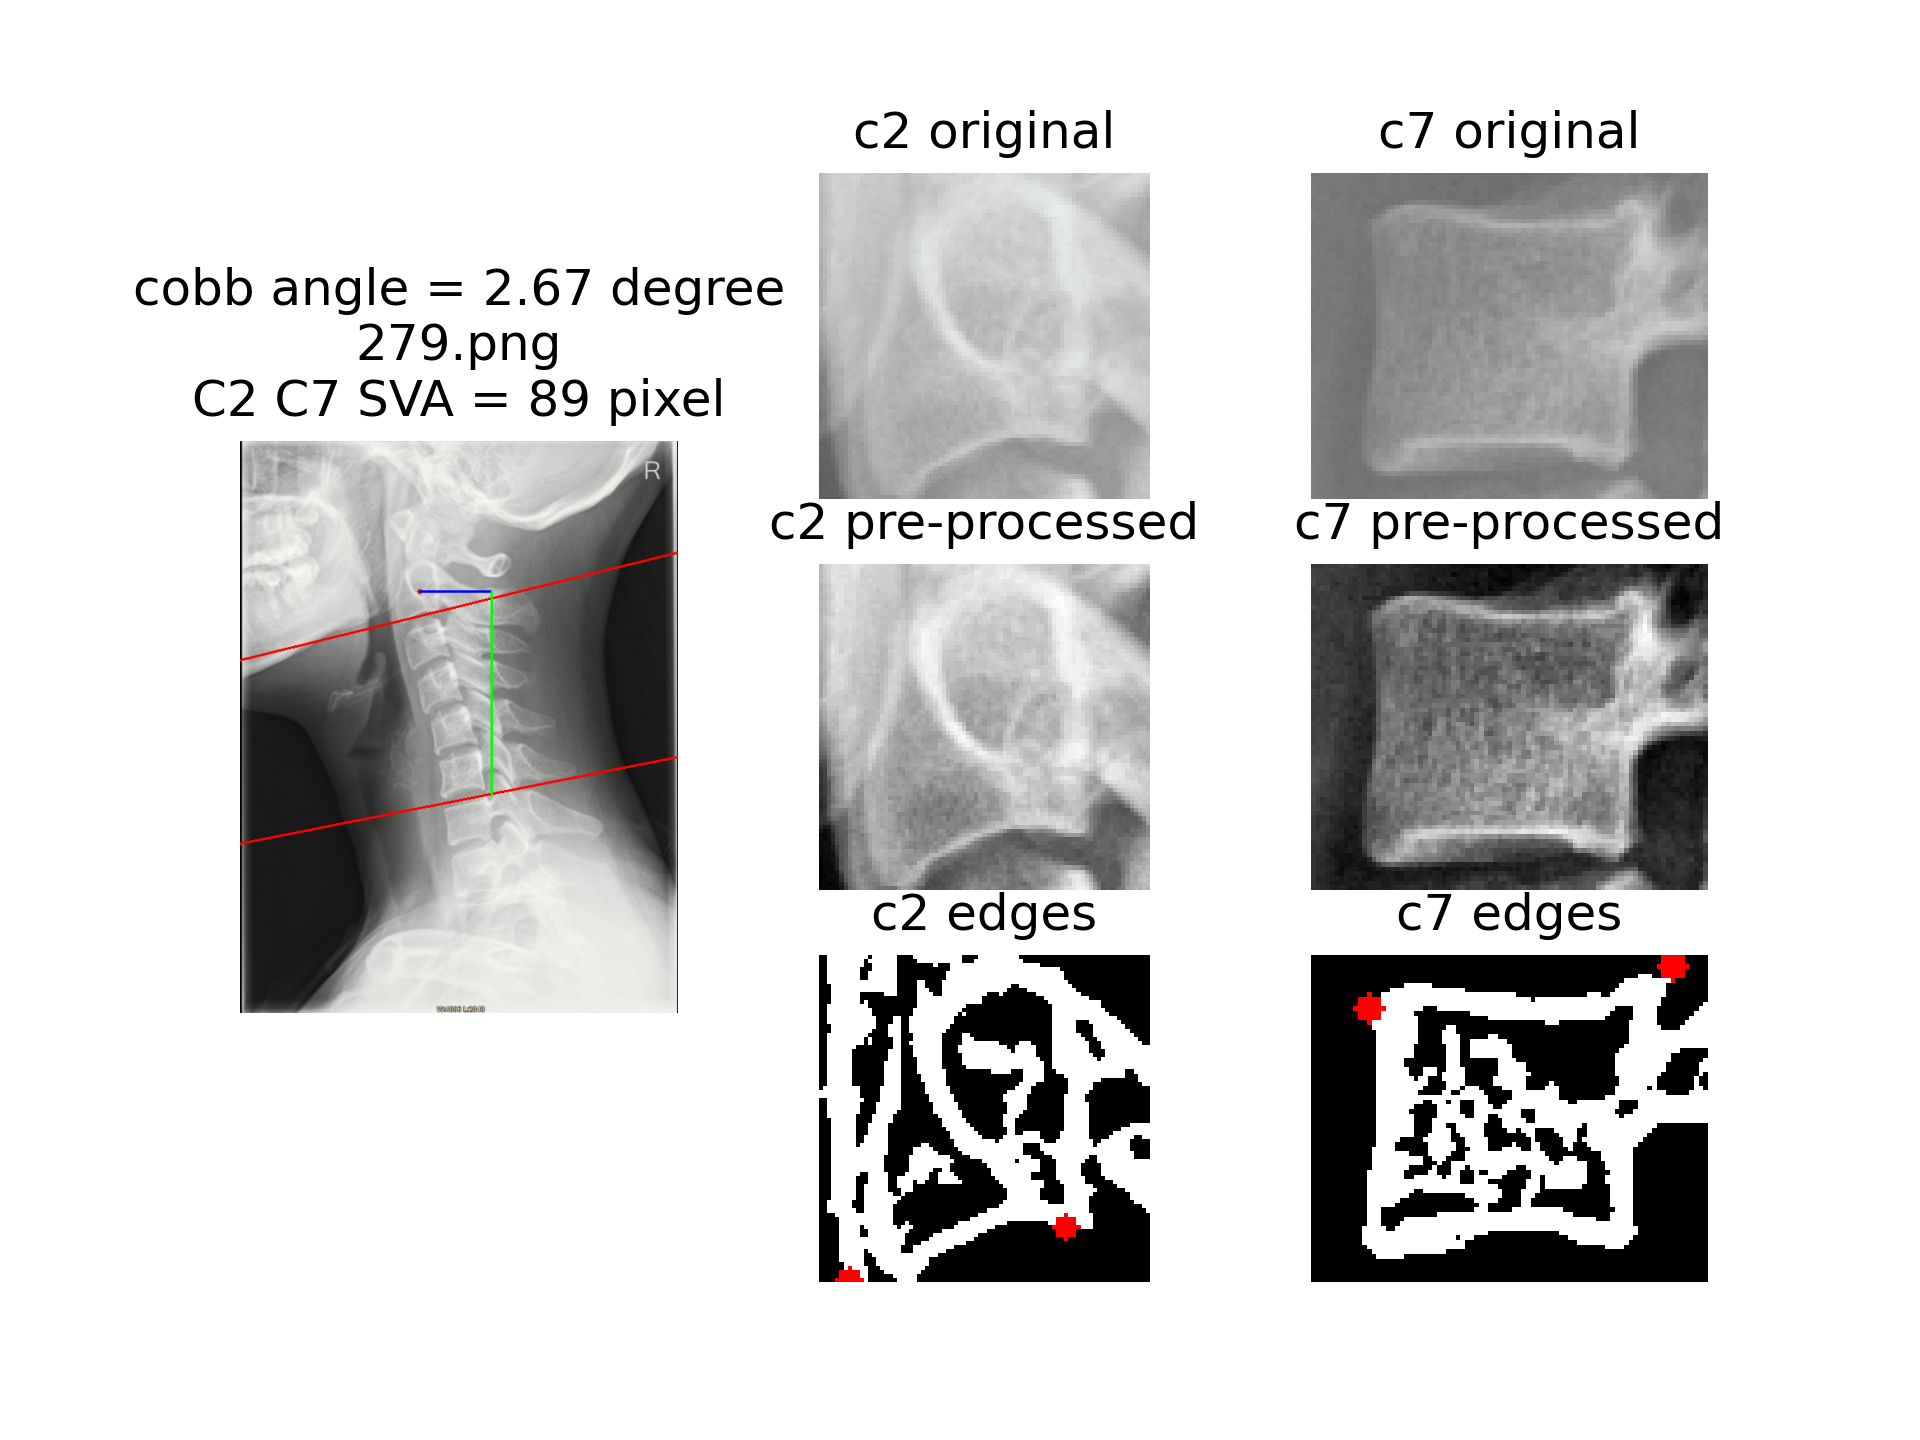 cobb angle = 2.67 degree
279.png
C2 C7 SVA = 89 pixel
R
c2 original
c7 original
c2 pre-processed
c7 pre-processed
c2 edges
c7 edges